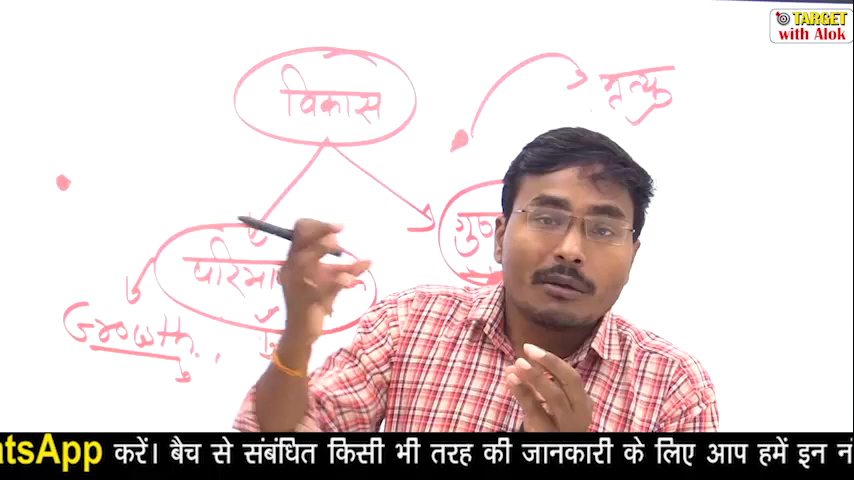 TARGET
with Alok
विकास
मृत्यु
Growth
atsApp करें। बैच से संबंधित किसी भी तरह की जानकारी के लिए आप हमें इन नं